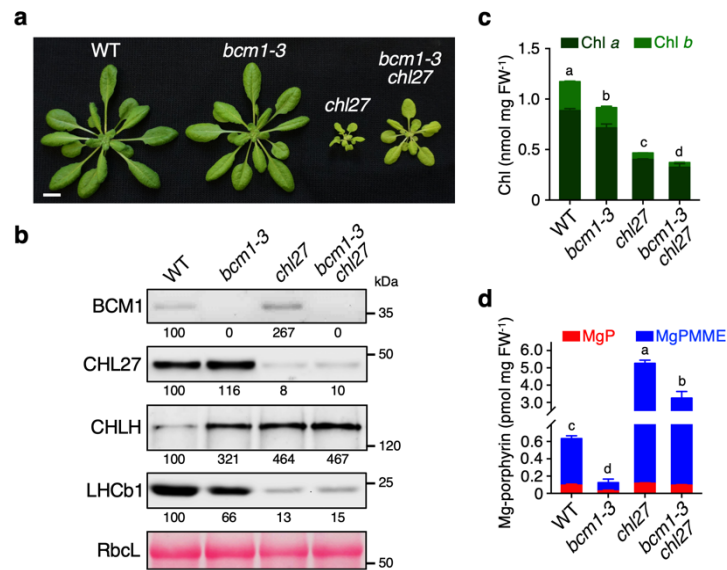 a
WT
bcm1-3
chl27
bcm1-3
chl27
b
WT
bcm1-3
chl27
bcm1-3
chl27
kDa
BCM1
35
100 0 267 0
CHL27
50
100 116 8 10
CHLH
120
100 321 464 467
LHCb1
25
100 66 13 15
RbcL
50
c
Chl a Chl b
Chl (nmol mg FW⁻¹)
1.5
1.0
0.5
0
a b c d
WT
bcm1-3
chl27
bcm1-3
chl27
d
MgP MgPMME
Mg-porphyrin (pmol mg FW⁻¹)
6.0
5.0
4.0
3.0
0.6
0.4
0.2
0
c d a b
WT
bcm1-3
chl27
bcm1-3
chl27